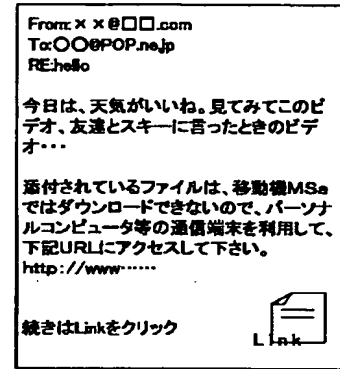 From:××@□□.com
To:○○@POP.ne.jp
RE:hello
今日は、天気がいいね。見てみてこのビ
デオ、友達とスキーに言ったときのビデ
オ・・・
添付されているファイルは、移動機MSa
ではダウンロードできないので、パーソナ
ルコンピュータ等の通信端末を利用して、
下記URLにアクセスして下さい。
http://www……
続きはLinkをクリック
Link